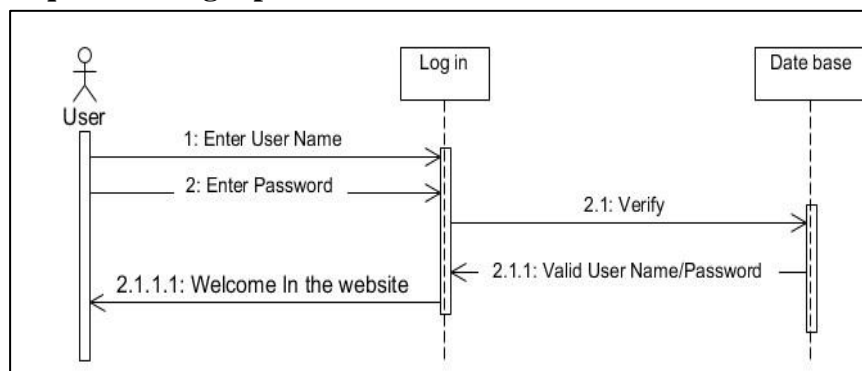 Log in
Date base
User
1: Enter User Name
2: Enter Password
2.1: Verify
2.1.1: Valid User Name/Password
2.1.1.1: Welcome In the website